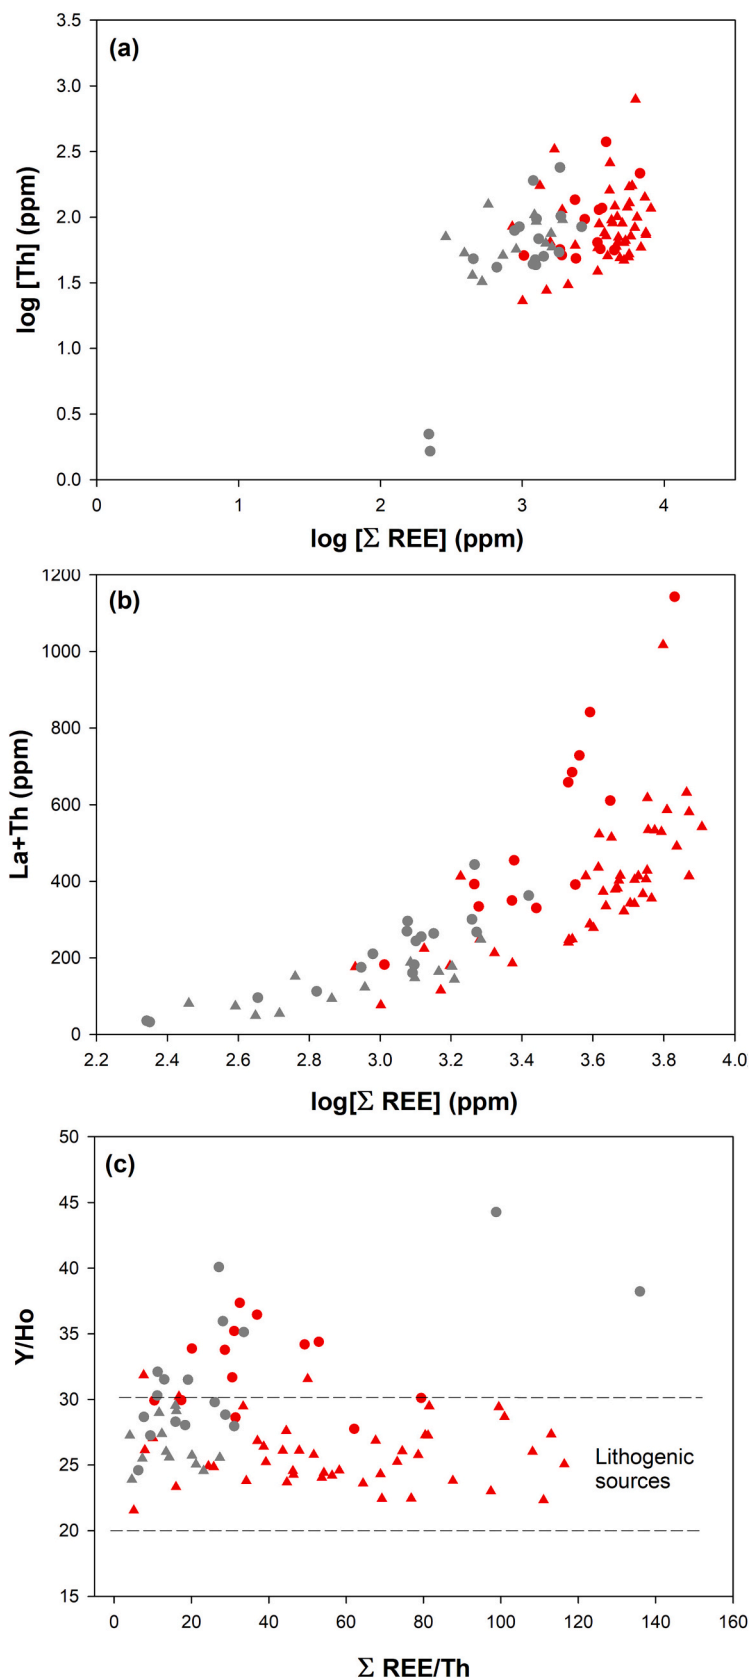 (a)
3.5
3.0
2.5
2.0
1.5
1.0
0.5
0.0
log [Th] (ppm)
0 1 2 3 4
log [Σ REE] (ppm)
(b)
1200
1000
800
600
400
200
0
La+Th (ppm)
2.2 2.4 2.6 2.8 3.0 3.2 3.4 3.6 3.8 4.0
log[Σ REE] (ppm)
(c)
50
45
40
35
30
25
20
15
Y/Ho
Lithogenic
sources
0 20 40 60 80 100 120 140 160
Σ REE/Th